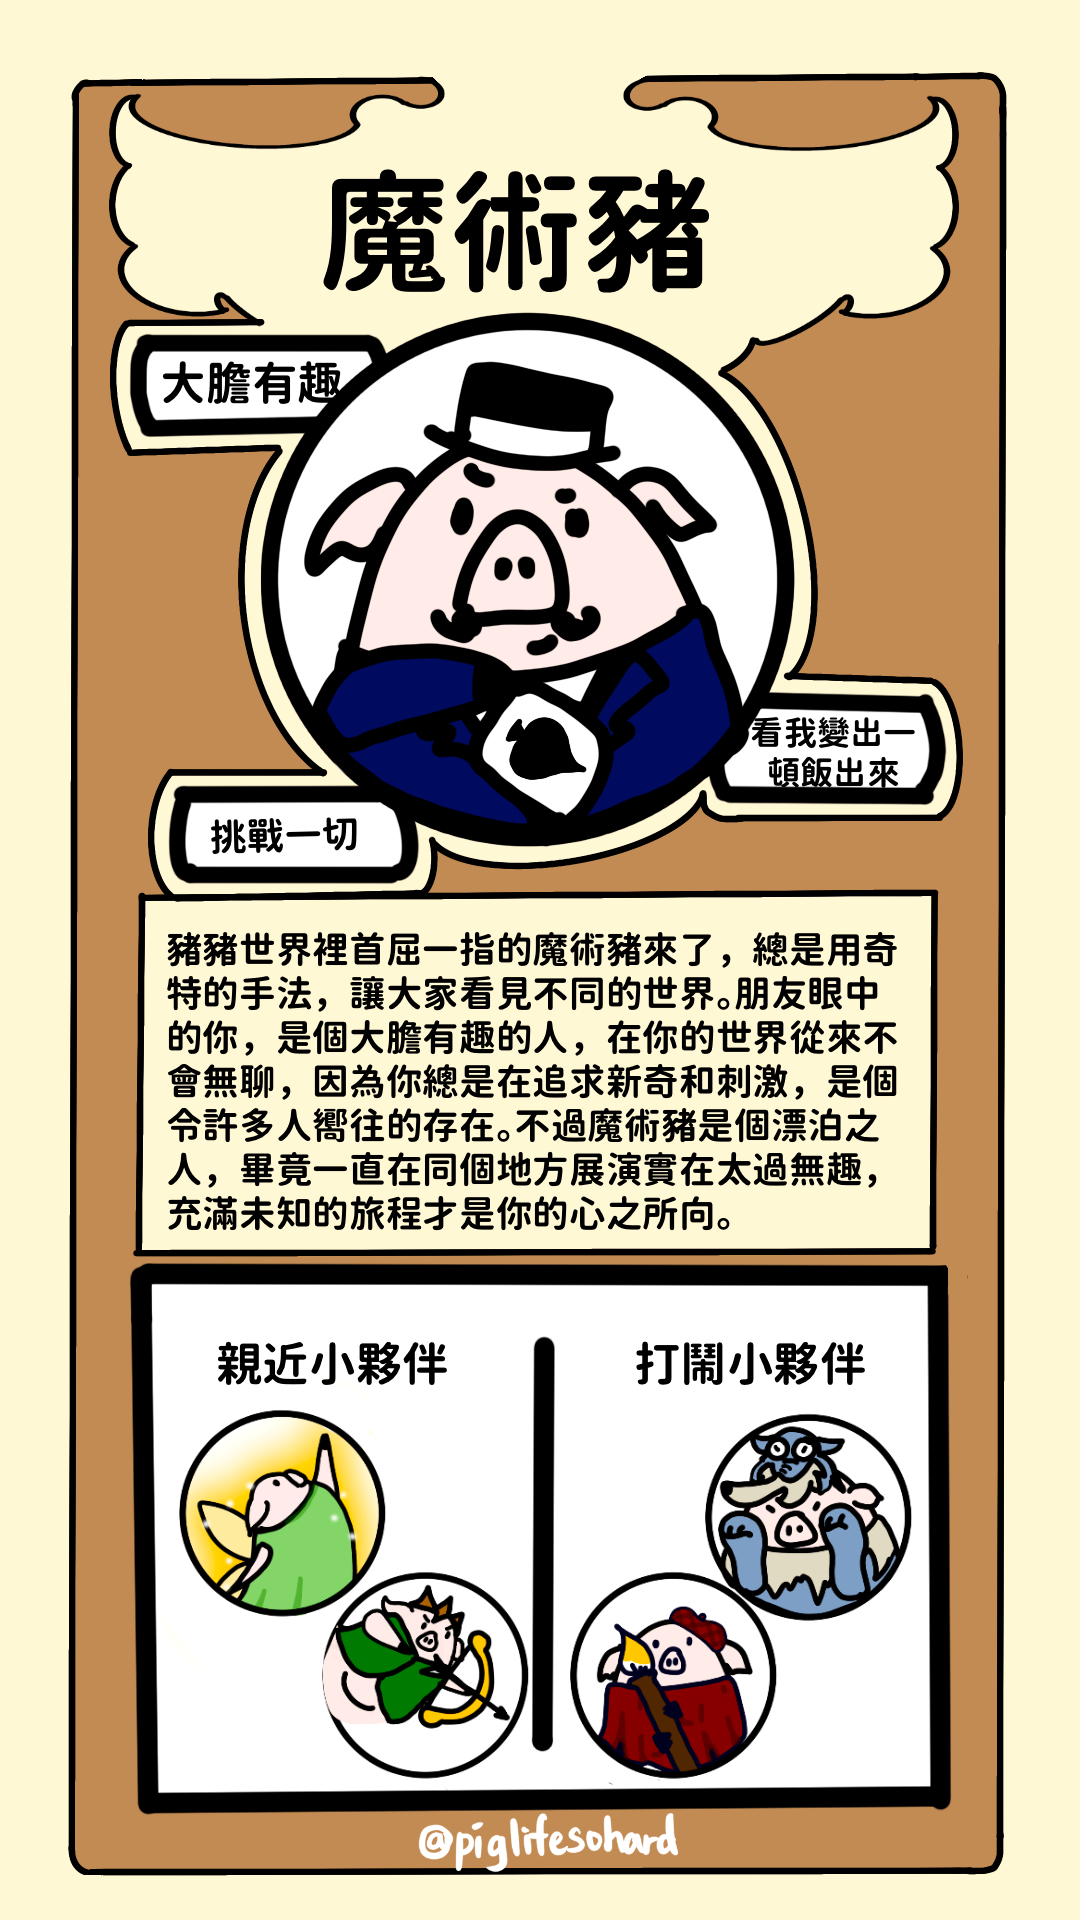 魔術豬
大膽有趣
看我變出一
頓飯出來
挑戰一切
豬豬世界裡首屈一指的魔術豬來了，總是用奇
特的手法，讓大家看見不同的世界。朋友眼中
的你，是個大膽有趣的人，在你的世界從來不
會無聊，因為你總是在追求新奇和刺激，是個
令許多人嚮往的存在。不過魔術豬是個漂泊之
人，畢竟一直在同個地方展演實在太過無趣，
充滿未知的旅程才是你的心之所向。
親近小夥伴
打鬧小夥伴
@piglifesohard